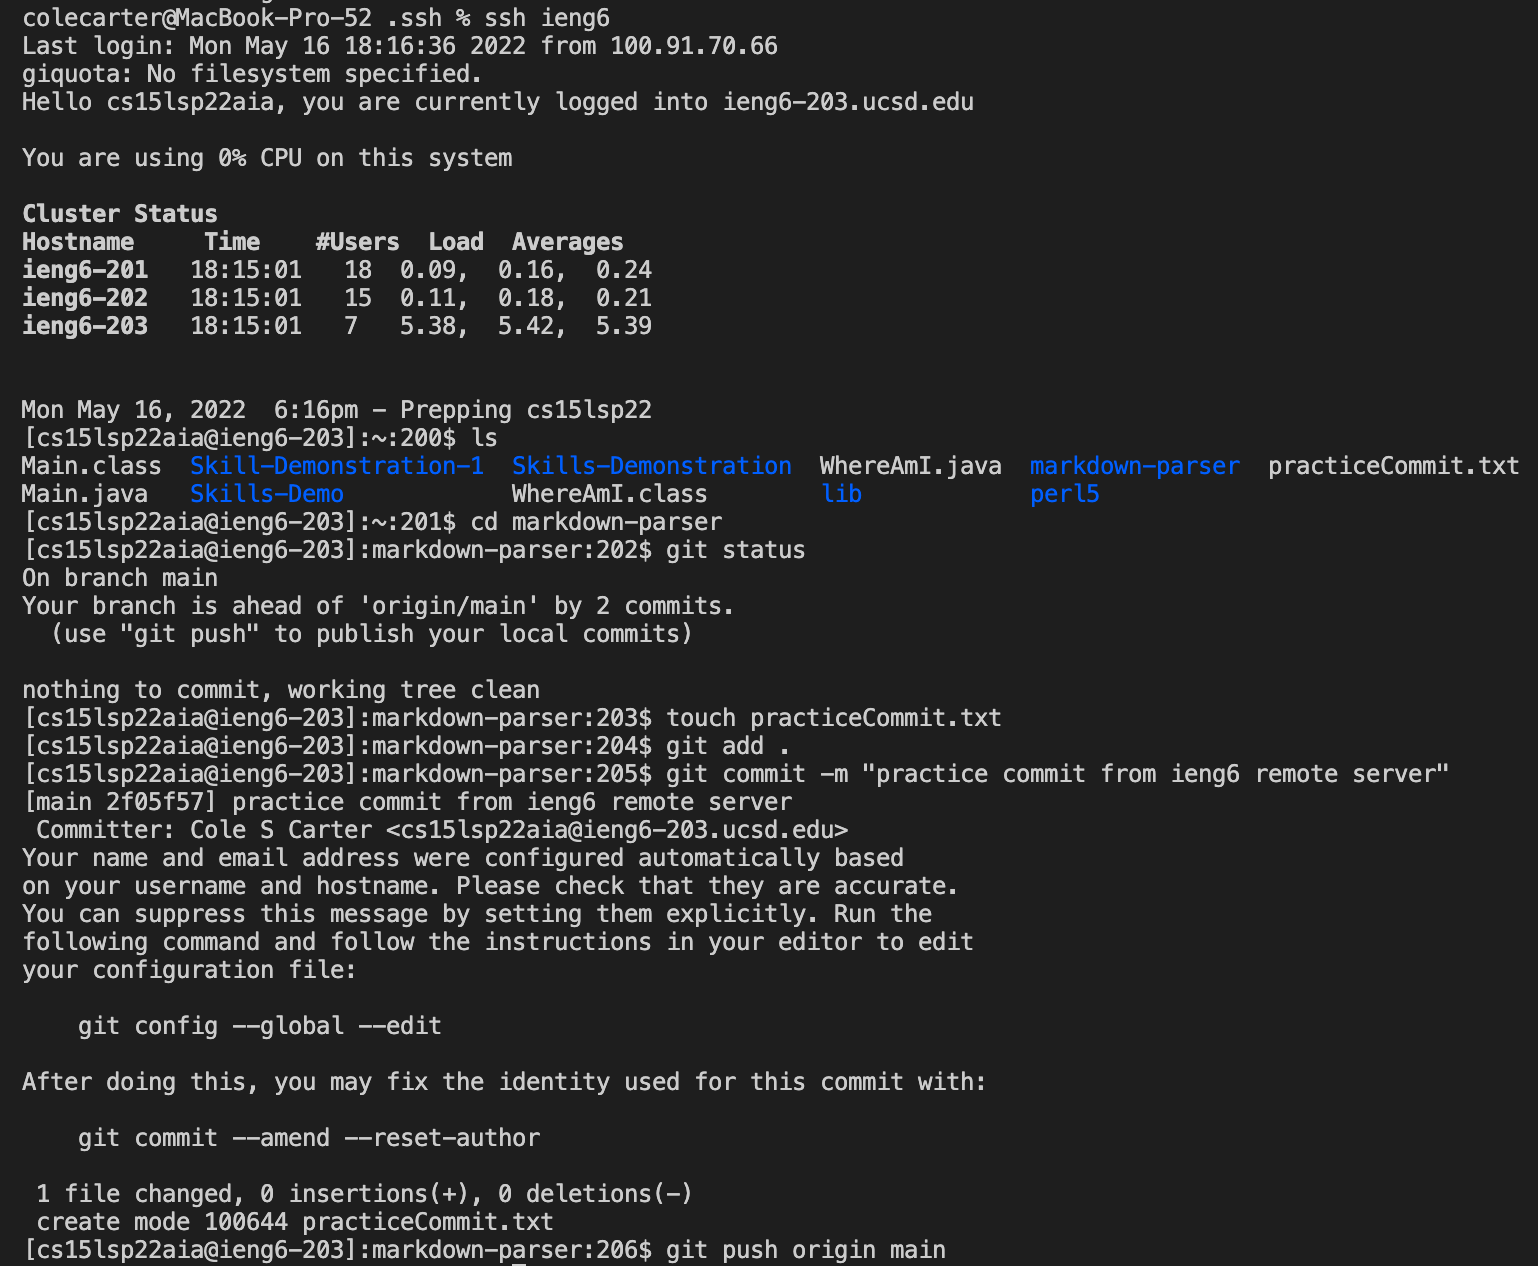 colecarter@MacBook-Pro-52 .ssh % ssh ieng6
Last login: Mon May 16 18:16:36 2022 from 100.91.70.66
giquota: No filesystem specified.
Hello cs15lsp22aia, you are currently logged into ieng6-203.ucsd.edu
You are using 0% CPU on this system
Cluster Status
Hostname     Time    #Users  Load  Averages
ieng6-201   18:15:01   18  0.09,  0.16,  0.24
ieng6-202   18:15:01   15  0.11,  0.18,  0.21
ieng6-203   18:15:01   7   5.38,  5.42,  5.39
Mon May 16, 2022  6:16pm - Prepping cs15lsp22
[cs15lsp22aia@ieng6-203]:~:200$ ls
Main.class  Skill-Demonstration-1  Skills-Demonstration  WhereAmI.java  markdown-parser  practiceCommit.txt
Main.java   Skills-Demo            WhereAmI.class        lib            perl5
[cs15lsp22aia@ieng6-203]:~:201$ cd markdown-parser
[cs15lsp22aia@ieng6-203]:markdown-parser:202$ git status
On branch main
Your branch is ahead of 'origin/main' by 2 commits.
  (use "git push" to publish your local commits)
nothing to commit, working tree clean
[cs15lsp22aia@ieng6-203]:markdown-parser:203$ touch practiceCommit.txt
[cs15lsp22aia@ieng6-203]:markdown-parser:204$ git add .
[cs15lsp22aia@ieng6-203]:markdown-parser:205$ git commit -m "practice commit from ieng6 remote server"
[main 2f05f57] practice commit from ieng6 remote server
 Committer: Cole S Carter <cs15lsp22aia@ieng6-203.ucsd.edu>
Your name and email address were configured automatically based
on your username and hostname. Please check that they are accurate.
You can suppress this message by setting them explicitly. Run the
following command and follow the instructions in your editor to edit
your configuration file:
    git config --global --edit
After doing this, you may fix the identity used for this commit with:
    git commit --amend --reset-author
 1 file changed, 0 insertions(+), 0 deletions(-)
 create mode 100644 practiceCommit.txt
[cs15lsp22aia@ieng6-203]:markdown-parser:206$ git push origin main